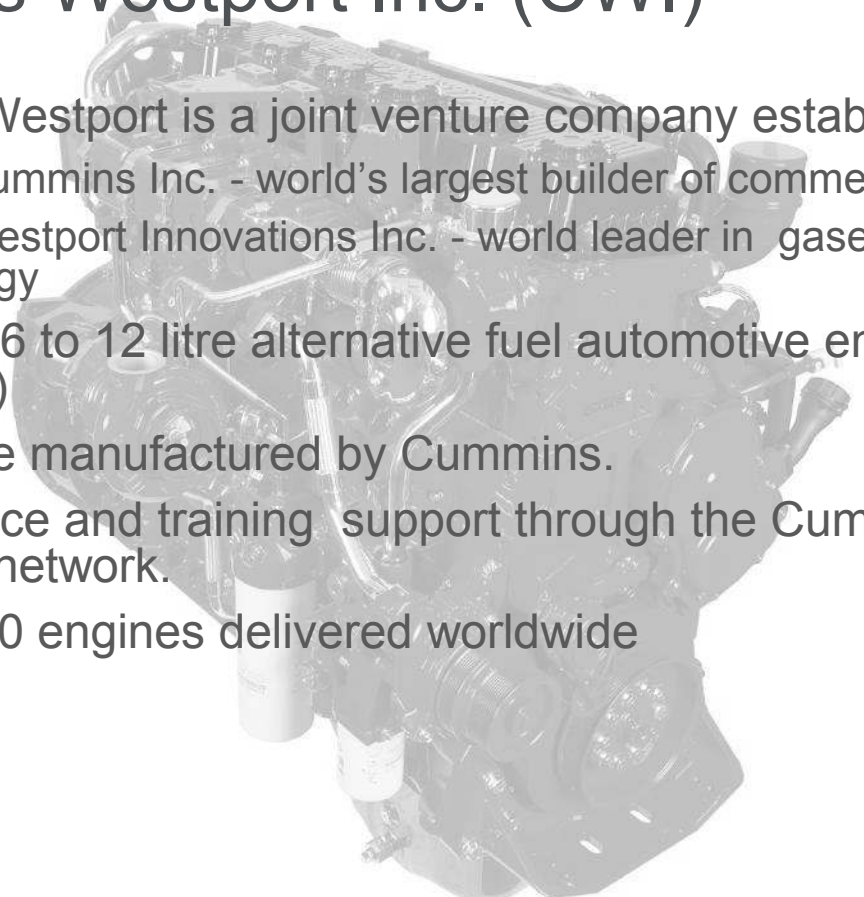 s Westport Inc. (CWI)
Westport is a joint venture company estab
ummins Inc. - world's largest builder of comme
estport Innovations Inc. - world leader in gase
gy
6 to 12 litre alternative fuel automotive en
)
e manufactured by Cummins.
ce and training support through the Cum
network.
0 engines delivered worldwide